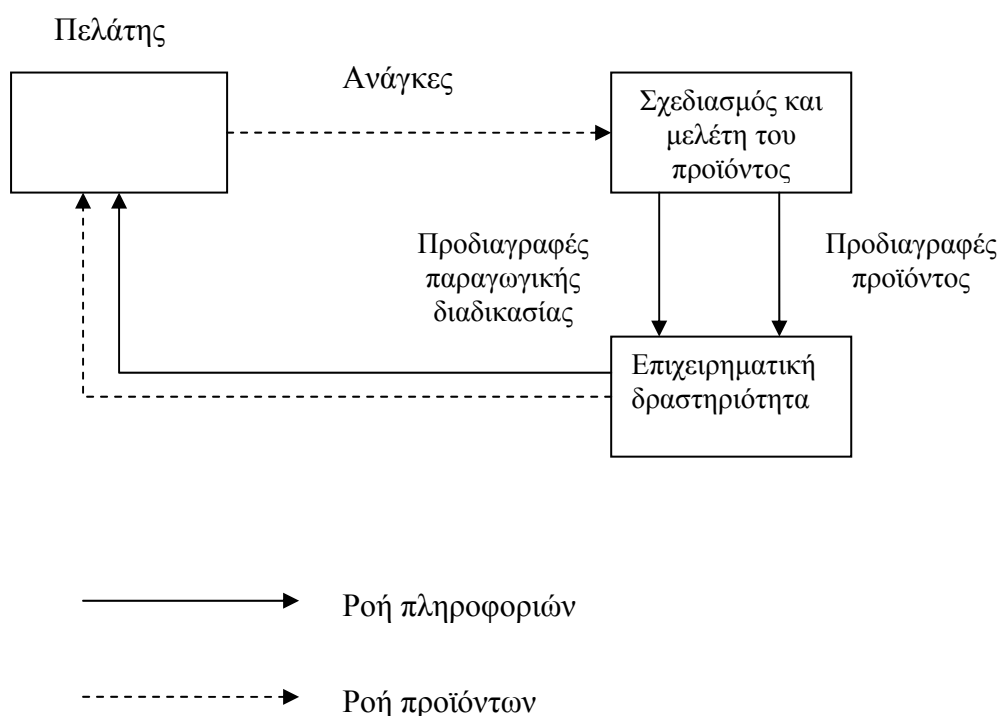 Πελάτης
Ανάγκες
Σχεδιασμός και
μελέτη του
προϊόντος
Προδιαγραφές
παραγωγικής
διαδικασίας
Προδιαγραφές
προϊόντος
Επιχειρηματική
δραστηριότητα
Ροή πληροφοριών
Ροή προϊόντων